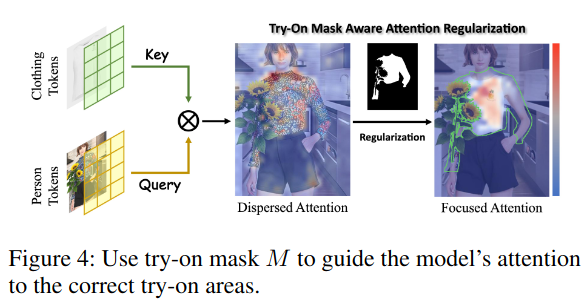 Try-On Mask Aware Attention Regularization
Clothing
Tokens
Key
Person
Tokens
Query
Regularization
Dispersed Attention
Focused Attention
Figure 4: Use try-on mask M to guide the model's attention
to the correct try-on areas.